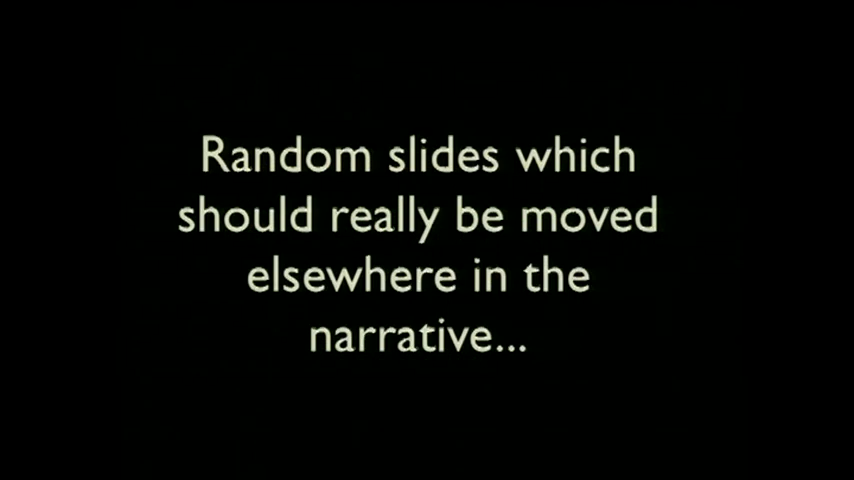 Random slides which
should really be moved
elsewhere in the
narrative...